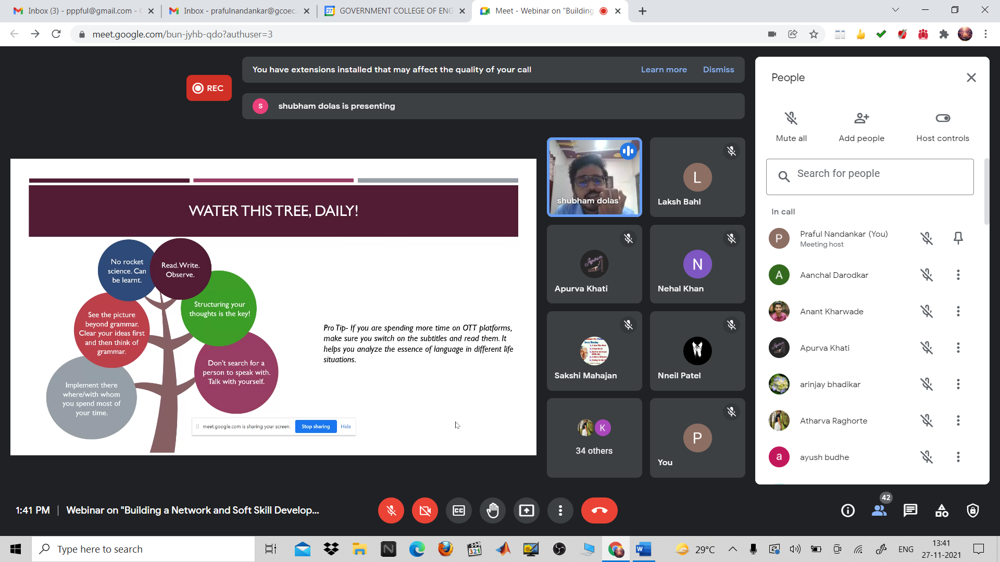 Inbox (3) - pppful@gmail.com -
Inbox - prafulnandankar@gcoec.
GOVERNMENT COLLEGE OF ENG
Meet - Webinar on "Building
meet.google.com/bun-jyhb-qdo?authuser=3
You have extensions installed that may affect the quality of your call
Learn more
Dismiss
REC
S
shubham dolas is presenting
WATER THIS TREE, DAILY!
No rocket
science. Can
be learnt.
Read. Write.
Observe.
Structuring your
thoughts is the key!
See the picture
beyond grammar.
Clear your ideas first
and then think of
grammar.
Don't search for a
person to speak with.
Talk with yourself.
Implement there
where/with whom
you spend most of
your time.
Pro Tip- If you are spending more time on OTT platforms,
make sure you switch on the subtitles and read them. It
helps you analyze the essence of language in different life
situations.
meet.google.com is sharing your screen.
Stop sharing
Hide
shubham dolas
L
Laksh Bahl
Apurva
Apurva Khati
N
Nehal Khan
Sakshi Mahajan
Nneil Patel
K
34 others
P
You
People
Mute all
Add people
Host controls
Search for people
In call
P
Praful Nandankar (You)
Meeting host
A
Aanchal Darodkar
Anant Kharwade
Apurva Khati
arinjay bhadikar
Atharva Raghorte
a
ayush budhe
1:41 PM
Webinar on "Building a Network and Soft Skill Develop...
CC
42
Type here to search
321
29°C
ENG
13:41
27-11-2021